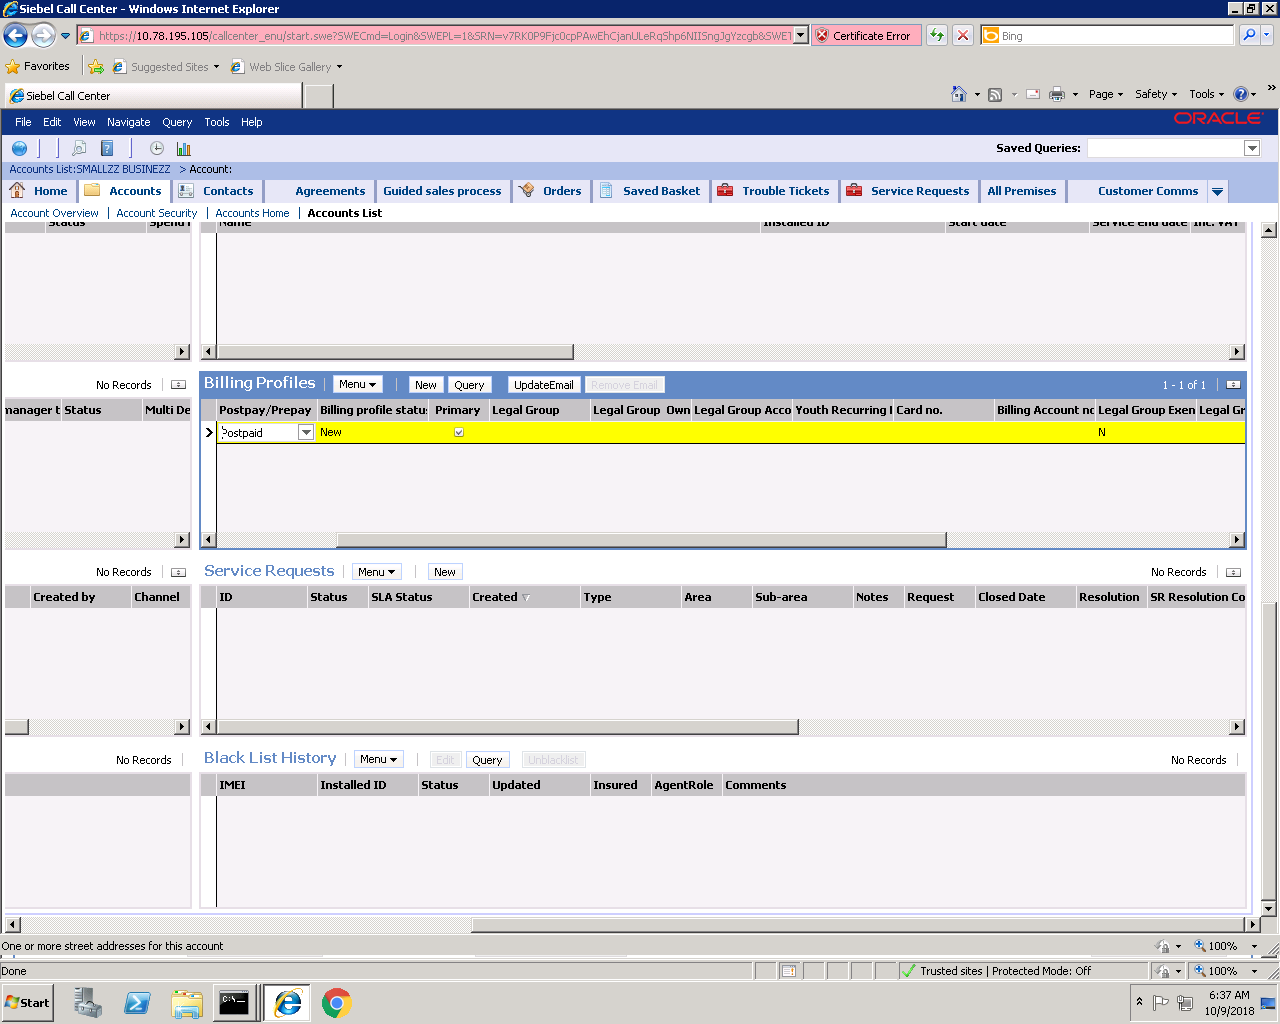 Siebel Call Center - Windows Internet Explorer
https://10.78.195.105/callcenter_enu/start.swe?SWECmd=Login&SWEPL=1&SRN= Certificate Error Bing
Favorites Suggested Sites Web Slice Gallery
Siebel Call Center Page Safety Tools
File Edit View Navigate Query Tools Help ORACLE
Saved Queries:
Accounts List:SMALLZZ BUSINEZZ > Account:
Home Accounts Contacts Agreements Guided sales process Orders Saved Basket Trouble Tickets Service Requests All Premises Customer Comms
Account Overview | Account Security | Accounts Home | Accounts List
Status Spend Name Installed ID Start date Service end date Inc. VAT
No Records Billing Profiles Menu New Query UpdateEmail Remove Email 1 - 1 of 1
manager t Status Multi De Postpay/Prepay Billing profile status Primary Legal Group Legal Group Own Legal Group Acco Youth Recurring Card no. Billing Account no Legal Group Exen Legal Gr
Postpaid New N
No Records Service Requests Menu New No Records
Created by Channel ID Status SLA Status Created Type Area Sub-area Notes Request Closed Date Resolution SR Resolution Co
No Records Black List History Menu Edit Query Unblacklist No Records
IMEI Installed ID Status Updated Insured AgentRole Comments
One or more street addresses for this account 100%
Done Trusted sites | Protected Mode: Off 100%
Start 6:37 AM
10/9/2018